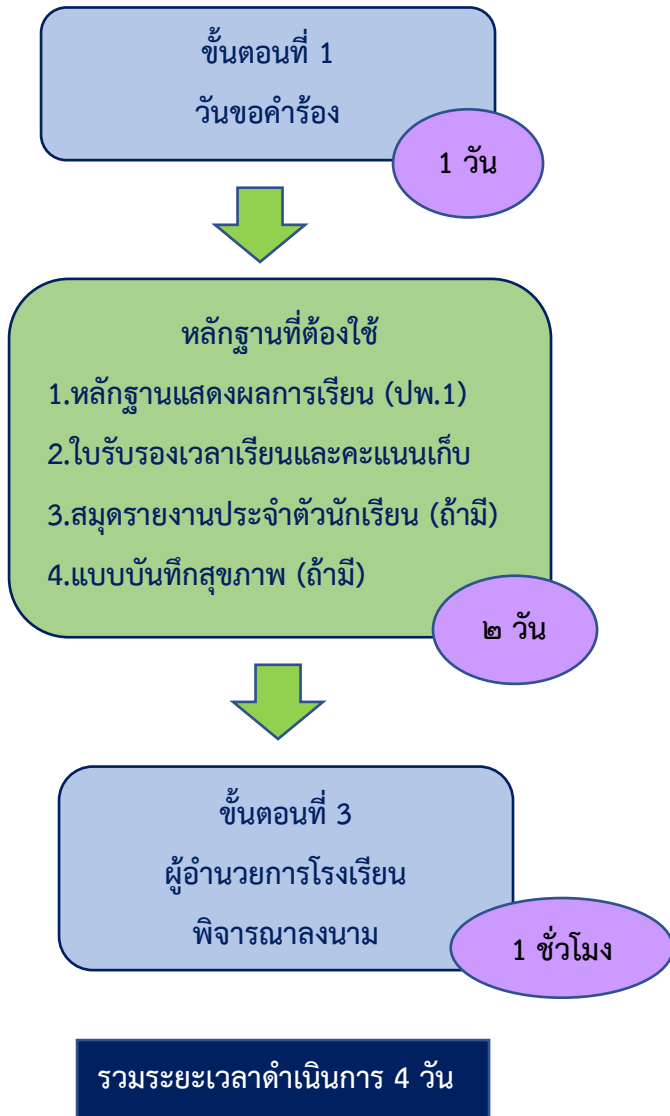 ขั้นตอนที่ 1
วันขอคำร้อง
1 วัน
หลักฐานที่ต้องใช้
1.หลักฐานแสดงผลการเรียน (ปพ.1)
2.ใบรับรองเวลาเรียนและคะแนนเก็บ
3.สมุดรายงานประจำตัวนักเรียน (ถ้ามี)
4.แบบบันทึกสุขภาพ (ถ้ามี)
๒ วัน
ขั้นตอนที่ 3
ผู้อำนวยการโรงเรียน
พิจารณาลงนาม
1 ชั่วโมง
รวมระยะเวลาดำเนินการ 4 วัน